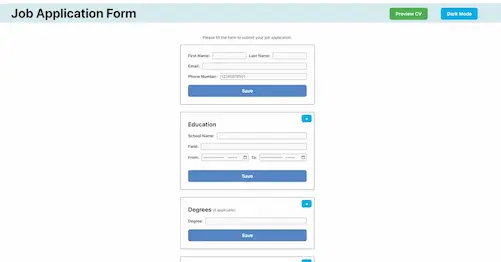 Job Application Form
Preview CV
Dark Mode
Please fill the form to submit your job application.
First Name:
Last Name:
Email:
Phone Number:
Save
+
Education
School Name:
Field:
From:
To:
Save
+
Degrees (if applicable)
Degree:
Save